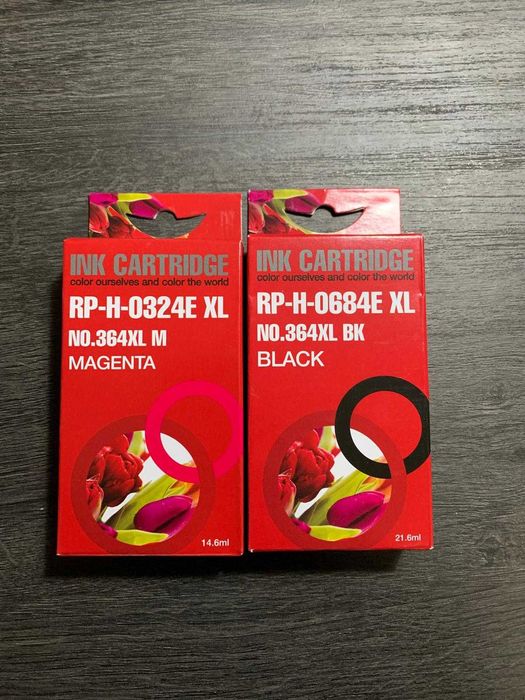 INK CARTRIDGE
color ourselves and color the world
RP-H-0324E XL
NO.364XL M
MAGENTA
14.6ml
INK CARTRIDGE
color ourselves and color the world
RP-H-0684E XL
NO.364XL BK
BLACK
21.6ml